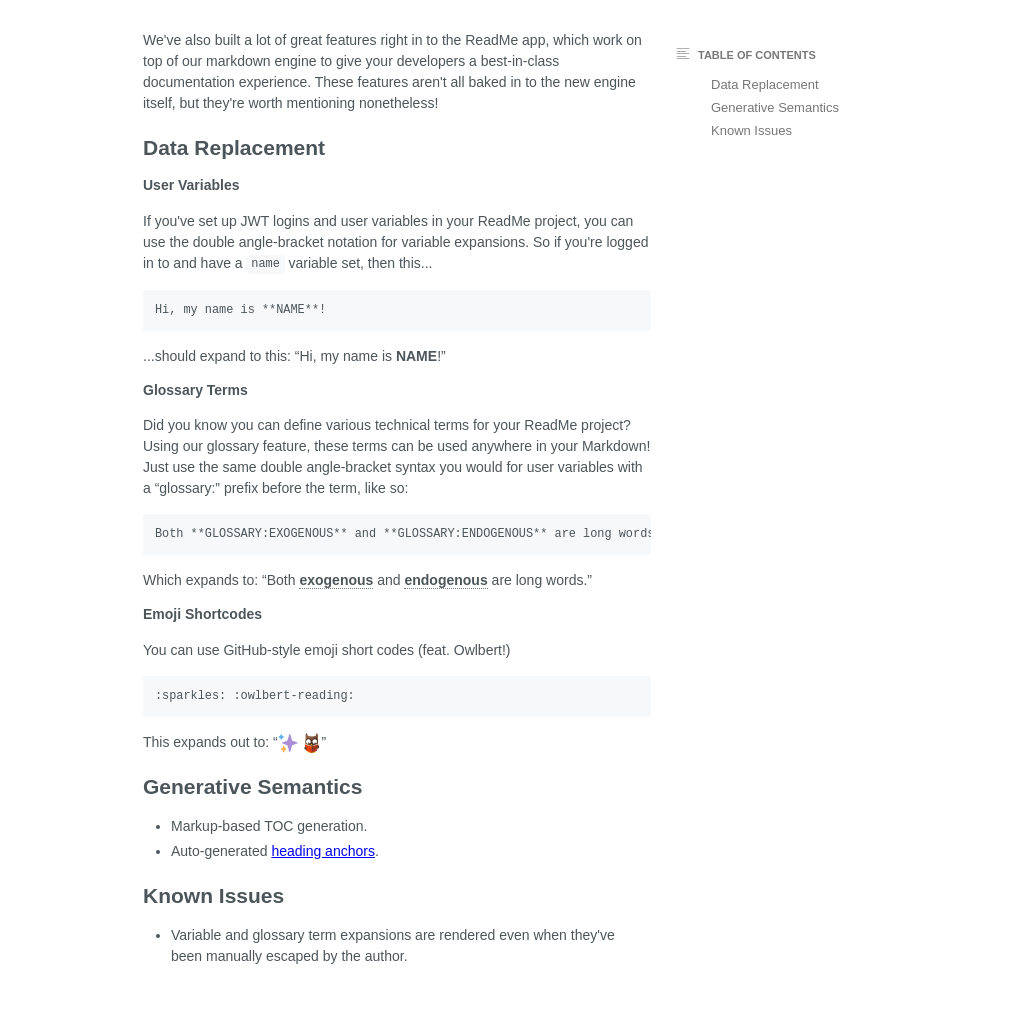 We've also built a lot of great features right in to the ReadMe app, which work on
top of our markdown engine to give your developers a best-in-class
documentation experience. These features aren't all baked in to the new engine
itself, but they're worth mentioning nonetheless!
TABLE OF CONTENTS
Data Replacement
Generative Semantics
Known Issues
Data Replacement
User Variables
If you've set up JWT logins and user variables in your ReadMe project, you can
use the double angle-bracket notation for variable expansions. So if you're logged
in to and have a name variable set, then this...
Hi, my name is **NAME**!
...should expand to this: “Hi, my name is NAME!”
Glossary Terms
Did you know you can define various technical terms for your ReadMe project?
Using our glossary feature, these terms can be used anywhere in your Markdown!
Just use the same double angle-bracket syntax you would for user variables with
a “glossary:” prefix before the term, like so:
Both **GLOSSARY:EXOGENOUS** and **GLOSSARY:ENDOGENOUS** are long words
Which expands to: “Both exogenous and endogenous are long words.”
Emoji Shortcodes
You can use GitHub-style emoji short codes (feat. Owlbert!)
:sparkles: :owlbert-reading:
This expands out to: “✨ ”
Generative Semantics
• Markup-based TOC generation.
• Auto-generated heading anchors.
Known Issues
• Variable and glossary term expansions are rendered even when they've
been manually escaped by the author.